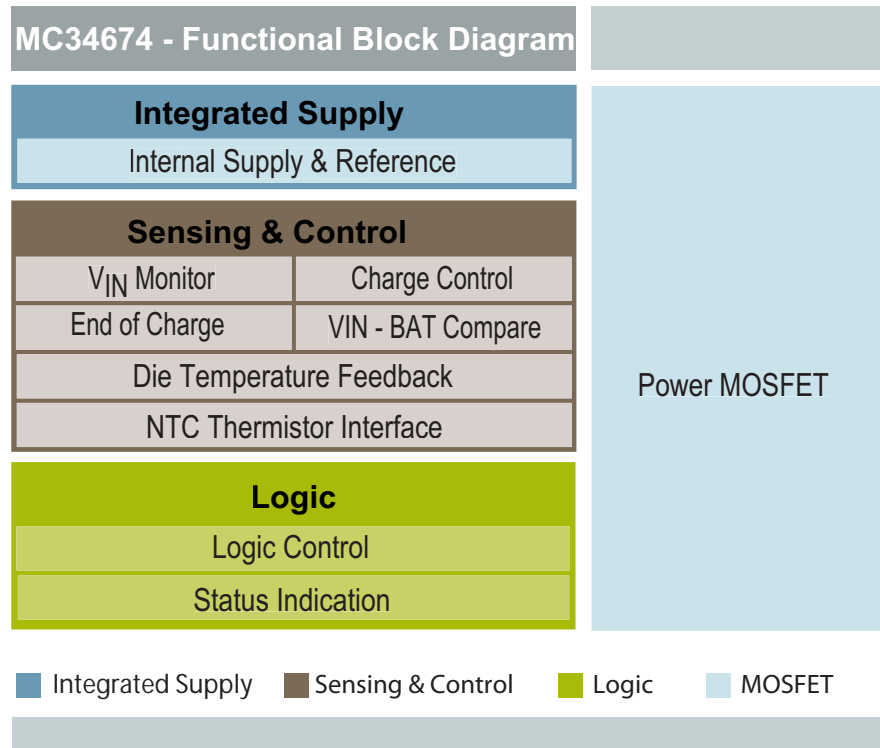 MC34674 - Functional Block Diagram
Integrated Supply
Internal Supply & Reference
Sensing & Control
VIN Monitor
Charge Control
End of Charge
VIN - BAT Compare
Die Temperature Feedback
NTC Thermistor Interface
Power MOSFET
Logic
Logic Control
Status Indication
Integrated Supply
Sensing & Control
Logic
MOSFET